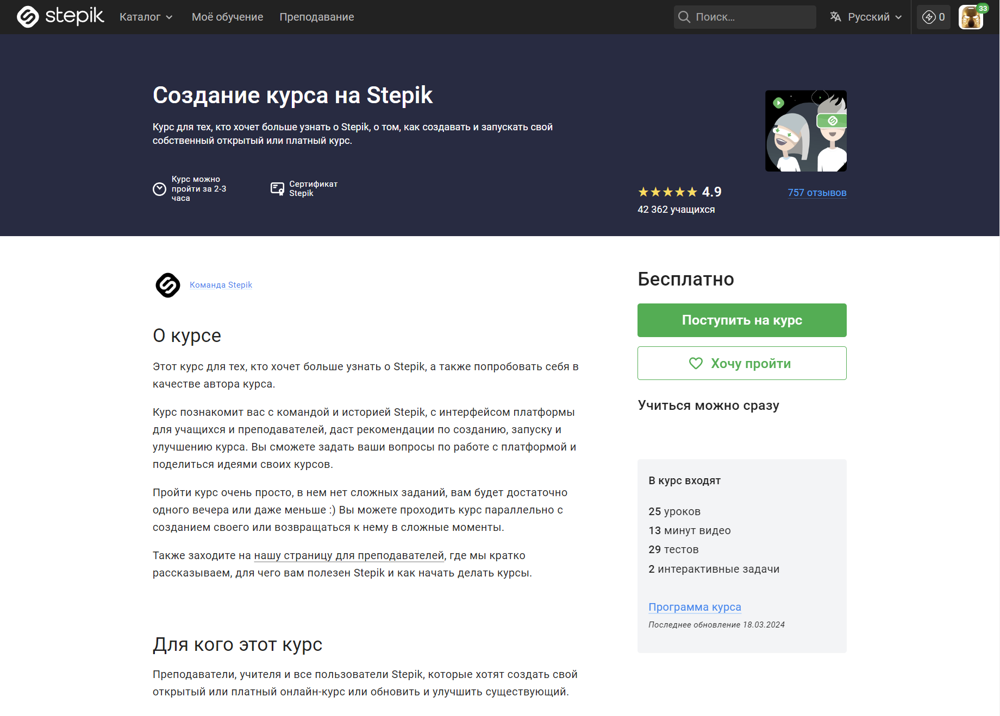 stepik
Каталог
Моё обучение
Преподавание
Поиск...
Русский
0
33
Создание курса на Stepik
Курс для тех, кто хочет больше узнать о Stepik, о том, как создавать и запускать свой
собственный открытый или платный курс.
Курс можно
пройти за 2-3
часа
Сертификат
Stepik
4.9
757 отзывов
42 362 учащихся
Команда Stepik
О курсе
Этот курс для тех, кто хочет больше узнать о Stepik, а также попробовать себя в
качестве автора курса.
Курс познакомит вас с командой и историей Stepik, с интерфейсом платформы
для учащихся и преподавателей, даст рекомендации по созданию, запуску и
улучшению курса. Вы сможете задать ваши вопросы по работе с платформой и
поделиться идеями своих курсов.
Пройти курс очень просто, в нем нет сложных заданий, вам будет достаточно
одного вечера или даже меньше :) Вы можете проходить курс параллельно с
созданием своего или возвращаться к нему в сложные моменты.
Также заходите на нашу страницу для преподавателей, где мы кратко
рассказываем, для чего вам полезен Stepik и как начать делать курсы.
Для кого этот курс
Преподаватели, учителя и все пользователи Stepik, которые хотят создать свой
открытый или платный онлайн-курс или обновить и улучшить существующий.
Бесплатно
Поступить на курс
Хочу пройти
Учиться можно сразу
В курс входят
25 уроков
13 минут видео
29 тестов
2 интерактивные задачи
Программа курса
Последнее обновление 18.03.2024